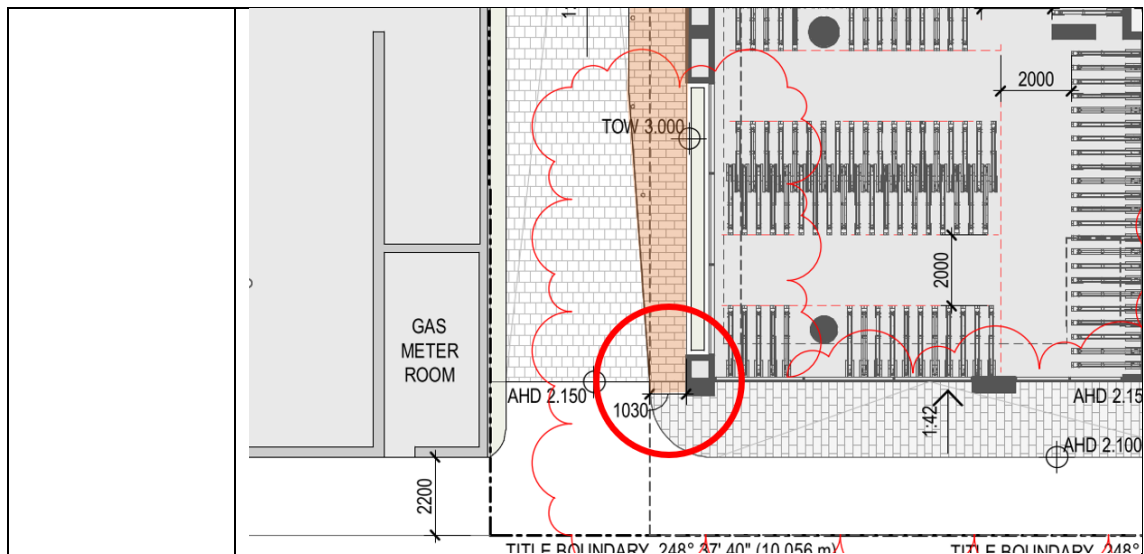 2000
TOW 3.000
2000
GAS
METER
ROOM
AHD 2.150
1030
1:42
AHD 2.15
AHD 2.100
2200
TITLE BOUNDARY 248° 37' 40" (10.056 m)
TITLE BOUNDARY 248°